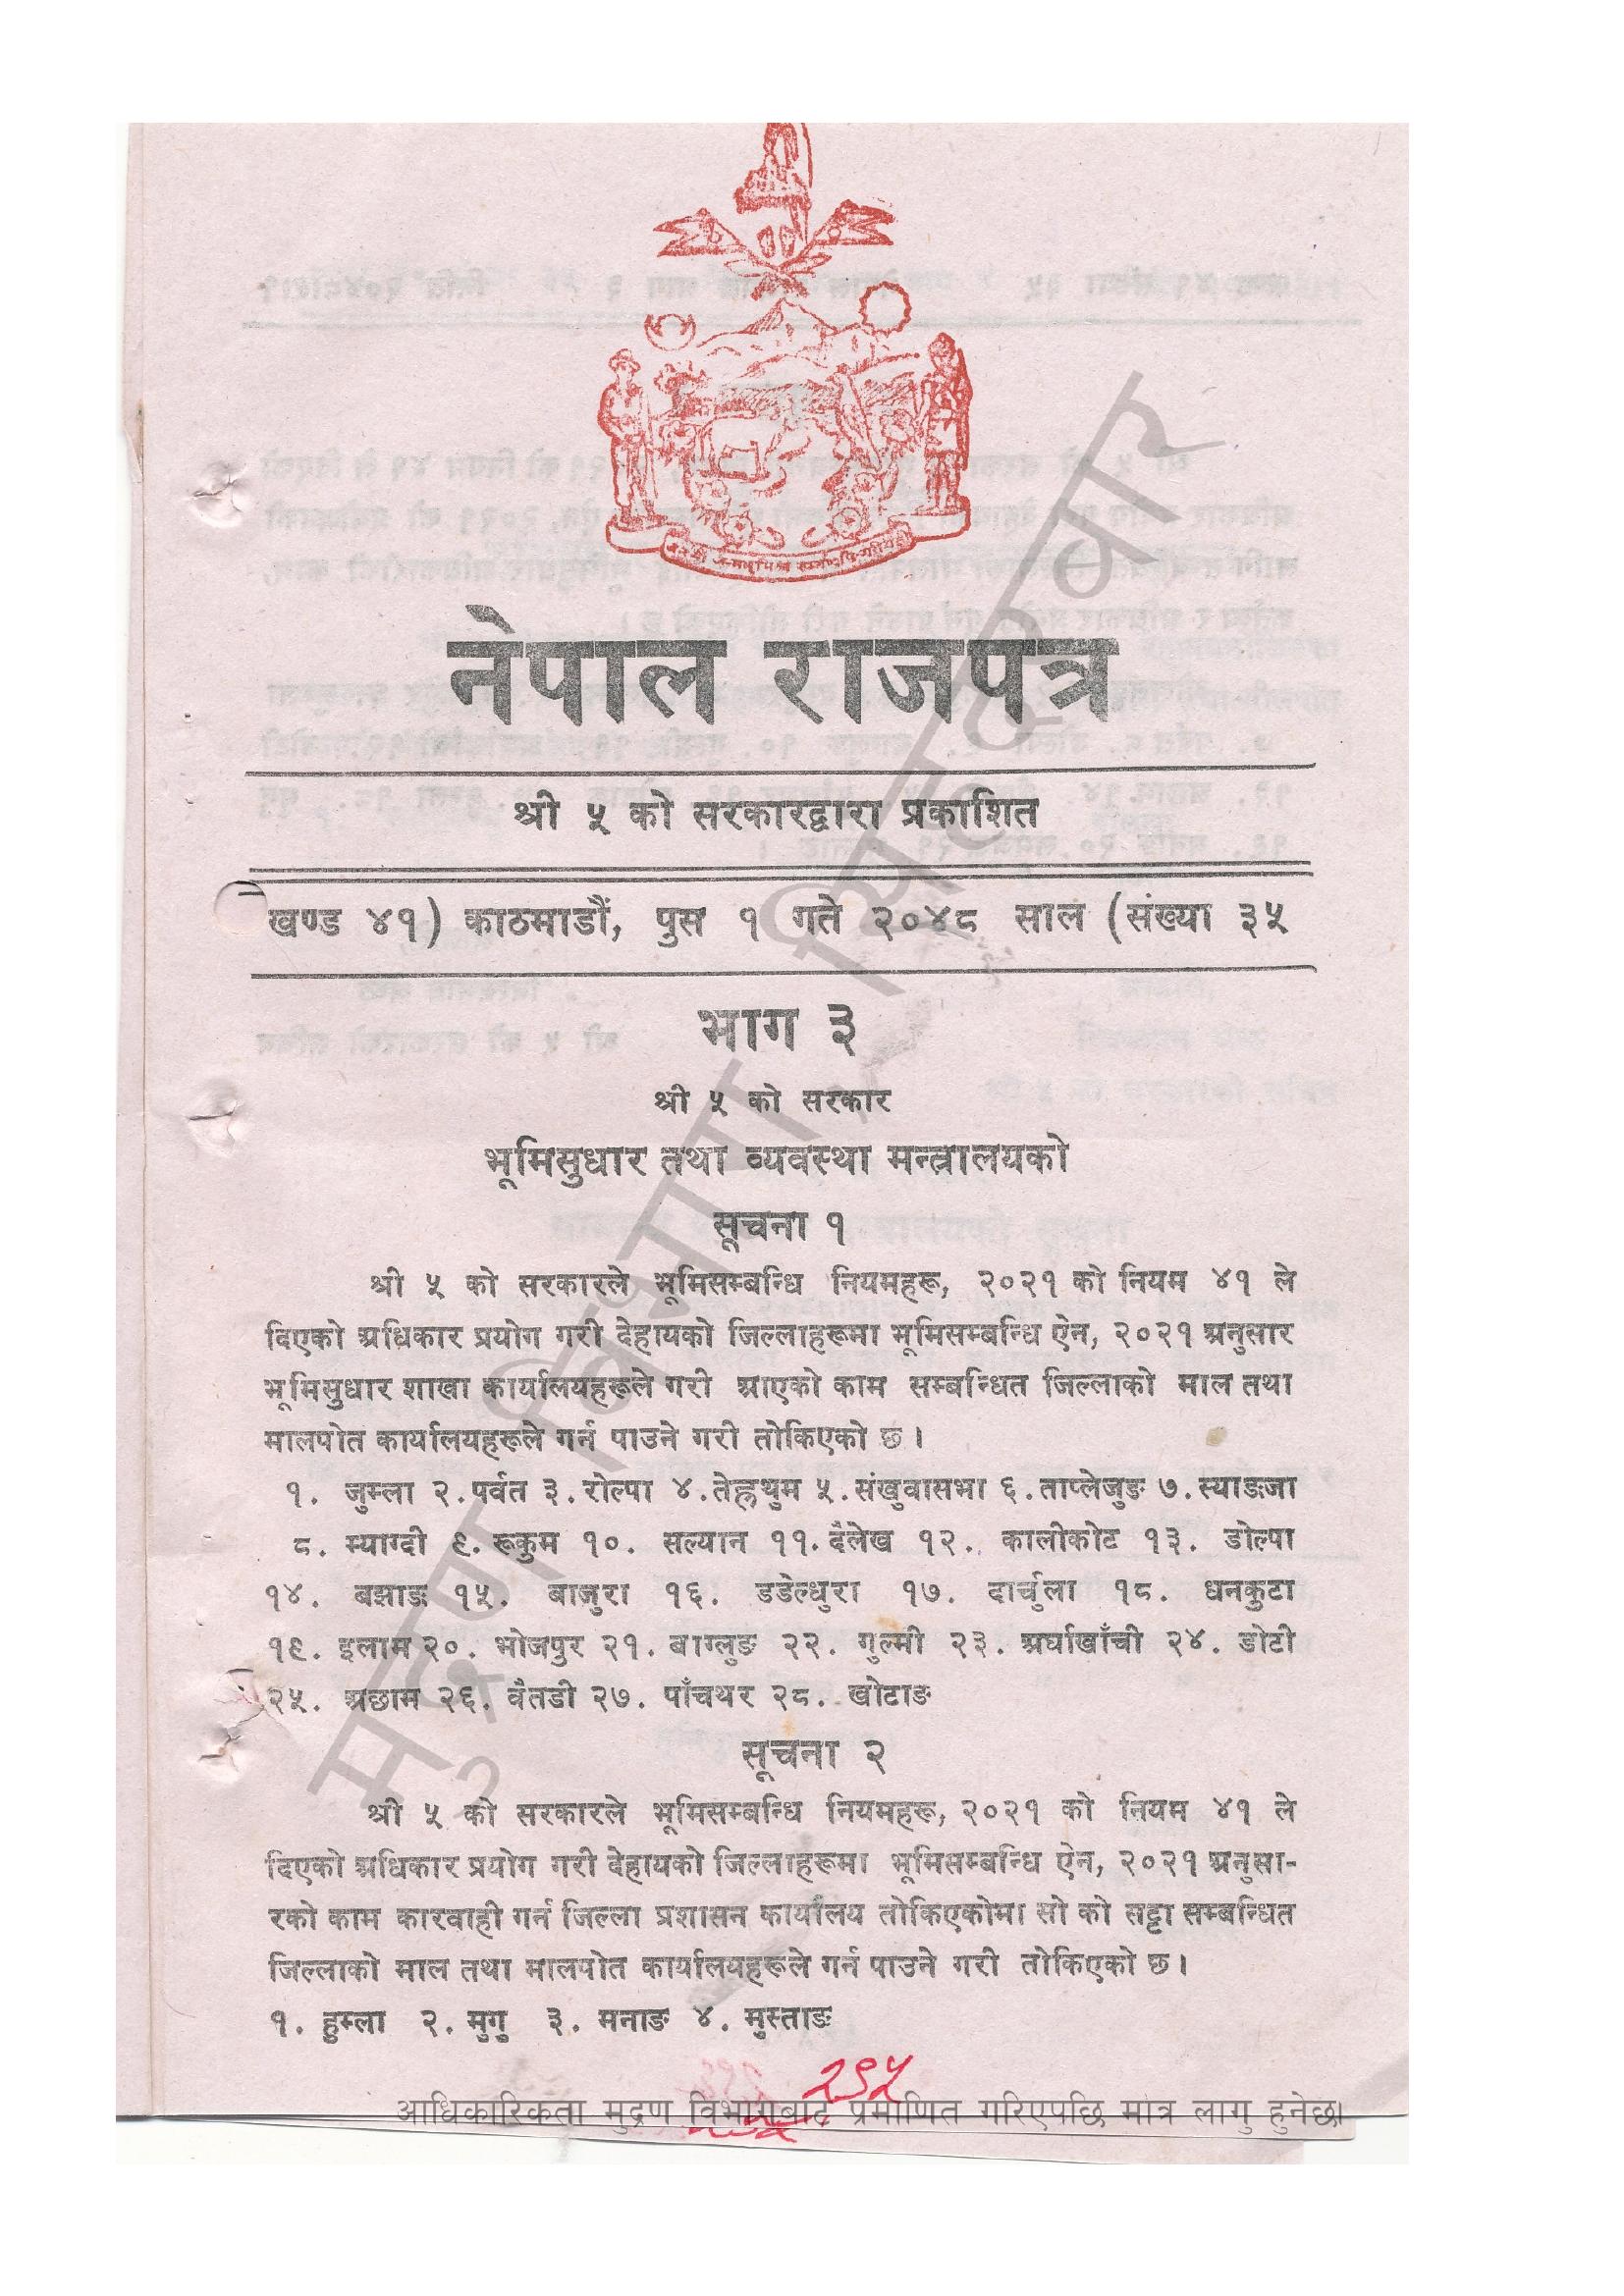 नेपाल राजपत्र
श्री ५ को सरकारद्वारा प्रकाशित
खण्ड ४१) काठमाडौं, पुस १ गते २०४८ साल (संख्या ३५
भाग ३
श्री ५ को सरकार
भूमिसुधार तथा व्यवस्था मन्त्रालयको
सूचना १
श्री ५ को सरकारले भूमिसम्बन्धि नियमहरू, २०२१ को नियम ४१ ले
दिएको अधिकार प्रयोग गरी देहायको जिल्लाहरूमा भूमिसम्बन्धि ऐन, २०२१ अनुसार
भूमिसुधार शाखा कार्यालयहरूले गरी आएको काम सम्बन्धित जिल्लाको माल तथा
मालपोत कार्यालयहरूले गर्न पाउने गरी तोकिएको छ ।
१. जुम्ला २. पर्वत ३. रोल्पा ४. तेह्रथुम ५. संखुवासभा ६. ताप्लेजुङ ७. स्याङजा
८. म्याग्दी ९. रूकुम १०. सल्यान ११. दैलेख १२. कालीकोट १३. डोल्पा
१४. बझाङ १५. बाजुरा १६. डडेल्धुरा १७. दार्चुला १८. धनकुटा
१९. इलाम २०. भोजपुर २१. बाग्लुङ २२. गुल्मी २३. अर्घाखाँची २४. डोटी
२५. अछाम २६. बैतडी २७. पाँचथर २८. खोटाङ
सूचना २
श्री ५ को सरकारले भूमिसम्बन्धि नियमहरू, २०२१ को नियम ४१ ले
दिएको अधिकार प्रयोग गरी देहायको जिल्लाहरूमा भूमिसम्बन्धि ऐन, २०२१ अनुसा-
रको काम कारवाही गर्न जिल्ला प्रशासन कार्यालय तोकिएकोमा सो को सट्टा सम्बन्धित
जिल्लाको माल तथा मालपोत कार्यालयहरूले गर्न पाउने गरी तोकिएको छ ।
१. हुम्ला २. मुगु ३. मनाङ ४. मुस्ताङ
२९५
आधिकारिकता मुद्रण विभागबाट प्रमाणित गरिएपछि मात्र लागु हुनेछ।
मुद्रण विभाग, सिंहदरबार